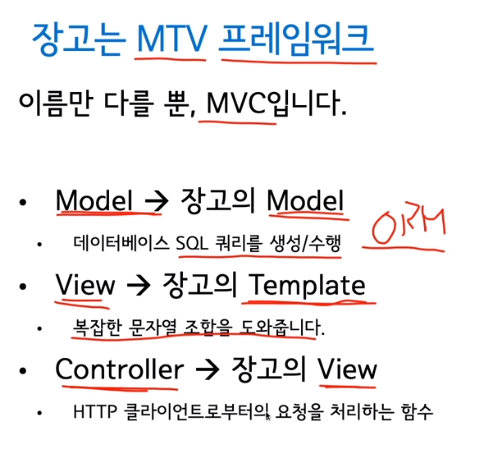 장고는 MTV 프레임워크
이름만 다를 뿐, MVC입니다.
• Model → 장고의 Model
• 데이터베이스 SQL 쿼리를 생성/수행
ORM
• View → 장고의 Template
• 복잡한 문자열 조합을 도와줍니다.
• Controller → 장고의 View
• HTTP 클라이언트로부터의 요청을 처리하는 함수